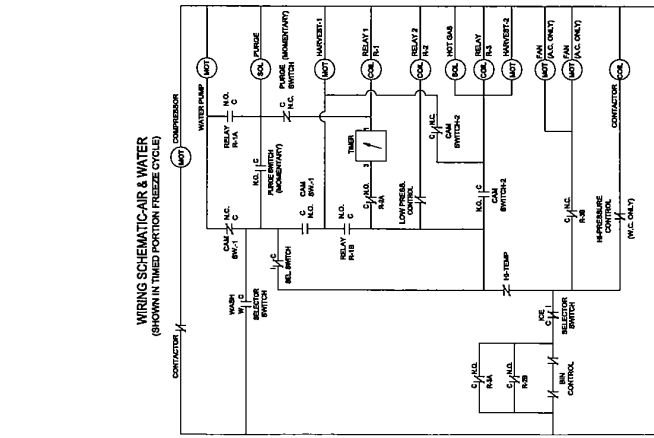 WIRING SCHEMATIC-AIR & WATER
(SHOWN IN TIMED PORTION FREEZE CYCLE)
CONTACTOR
COMPRESSOR
MOT
WASH
W
C
SELECTOR
SWITCH
CAM
SW.-1
N.C.
C
WATER PUMP
MOT
RELAY
R-1A
N.O.
C
PURGE
SOL
N.O.
C
PURGE SWITCH
(MOMENTARY)
PURGE (MOMENTARY)
SWITCH
C
N.C.
I
C
SEL. SWITCH
CAM
SW.-1
C
N.O.
HARVEST-1
MOT
RELAY
R-1B
N.O.
C
RELAY 1
R-1
COIL
TIMER
1
3
C
N.O.
R-2A
RELAY 2
R-2
COIL
LOW PRESS.
CONTROL
HOT GAS
SOL
C
N.C.
CAM
SWITCH-2
RELAY
R-3
COIL
N.O.
C
CAM
SWITCH-2
HARVEST-2
MOT
HI-TEMP
FAN
(A.C. ONLY)
MOT
FAN
(A.C. ONLY)
MOT
C
N.C.
R-3B
CONTACTOR
COIL
HI-PRESSURE
CONTROL
(W.C. ONLY)
ICE
C
I
SELECTOR
SWITCH
C
N.O.
R-3A
C
N.O.
R-2B
BIN
CONTROL